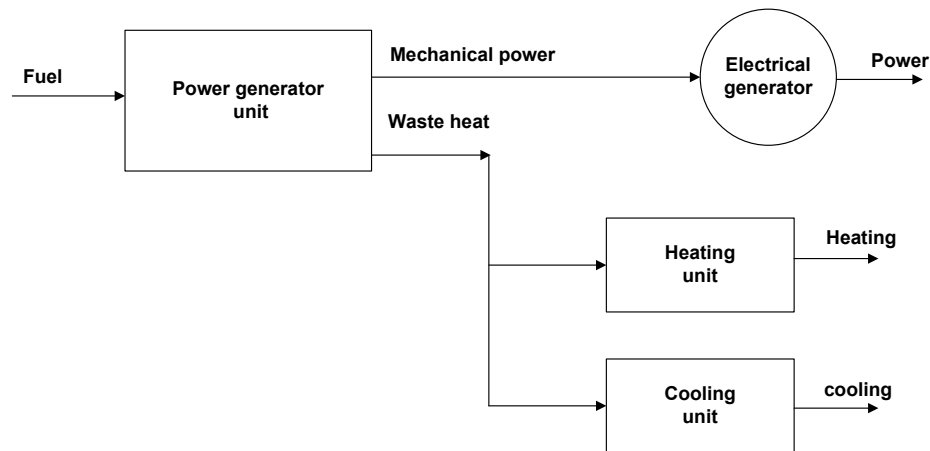 Fuel
Power generator
unit
Mechanical power
Waste heat
Electrical
generator
Power
Heating
unit
Heating
Cooling
unit
cooling